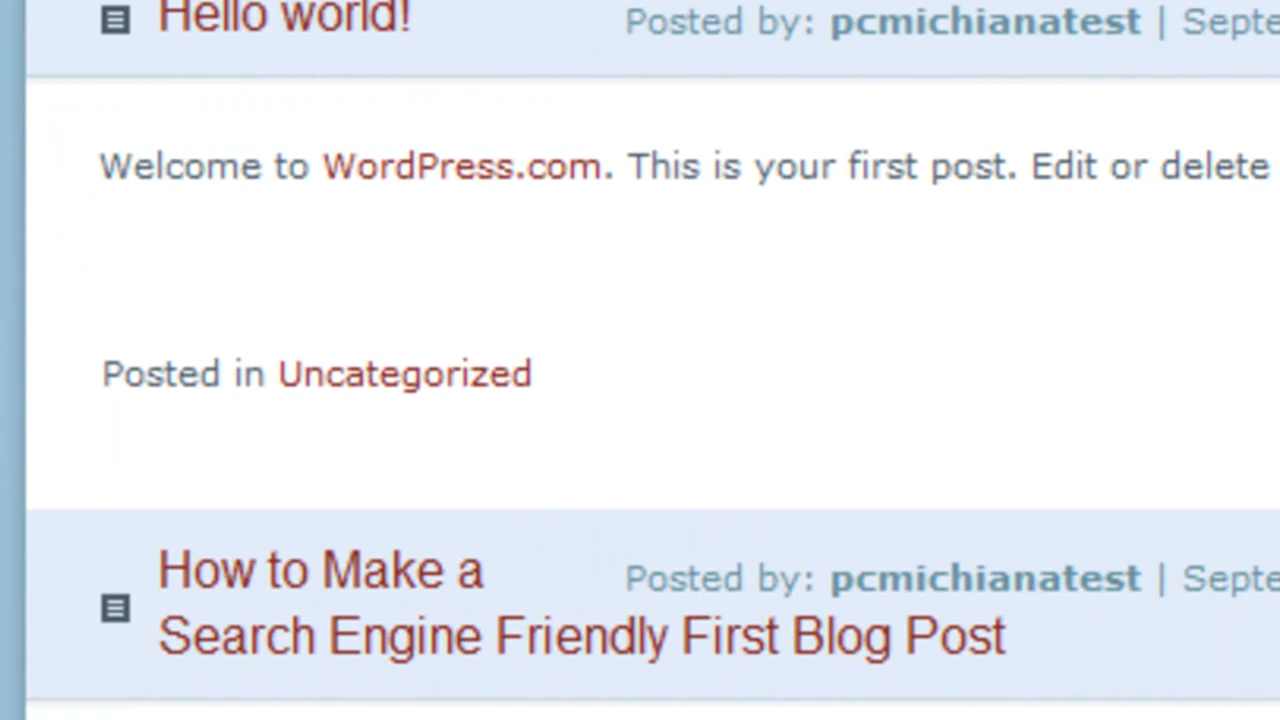 Hello world! Posted by: pcmichianatest | Septe
Welcome to WordPress.com. This is your first post. Edit or delete
Posted in Uncategorized
How to Make a Posted by: pcmichianatest | Septe
Search Engine Friendly First Blog Post